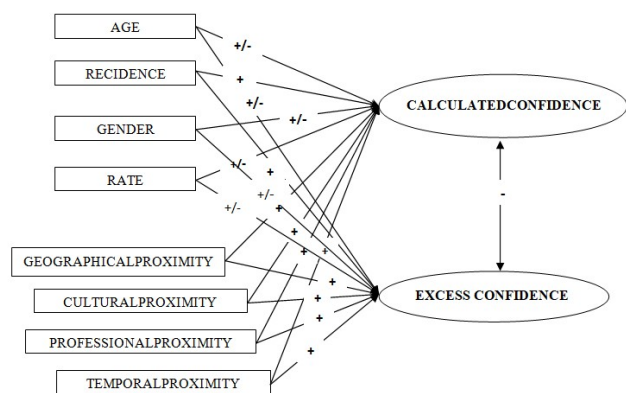 AGE
+/-
RECIDENCE
+
+/-
CALCULATEDCONFIDENCE
GENDER
+/-
+/-
RATE
+
+/-
+/-
+
-
+
+
+
GEOGRAPHICALPROXIMITY
+
CULTURALPROXIMITY
+
EXCESS CONFIDENCE
+
PROFESSIONALPROXIMITY
+
TEMPORALPROXIMITY